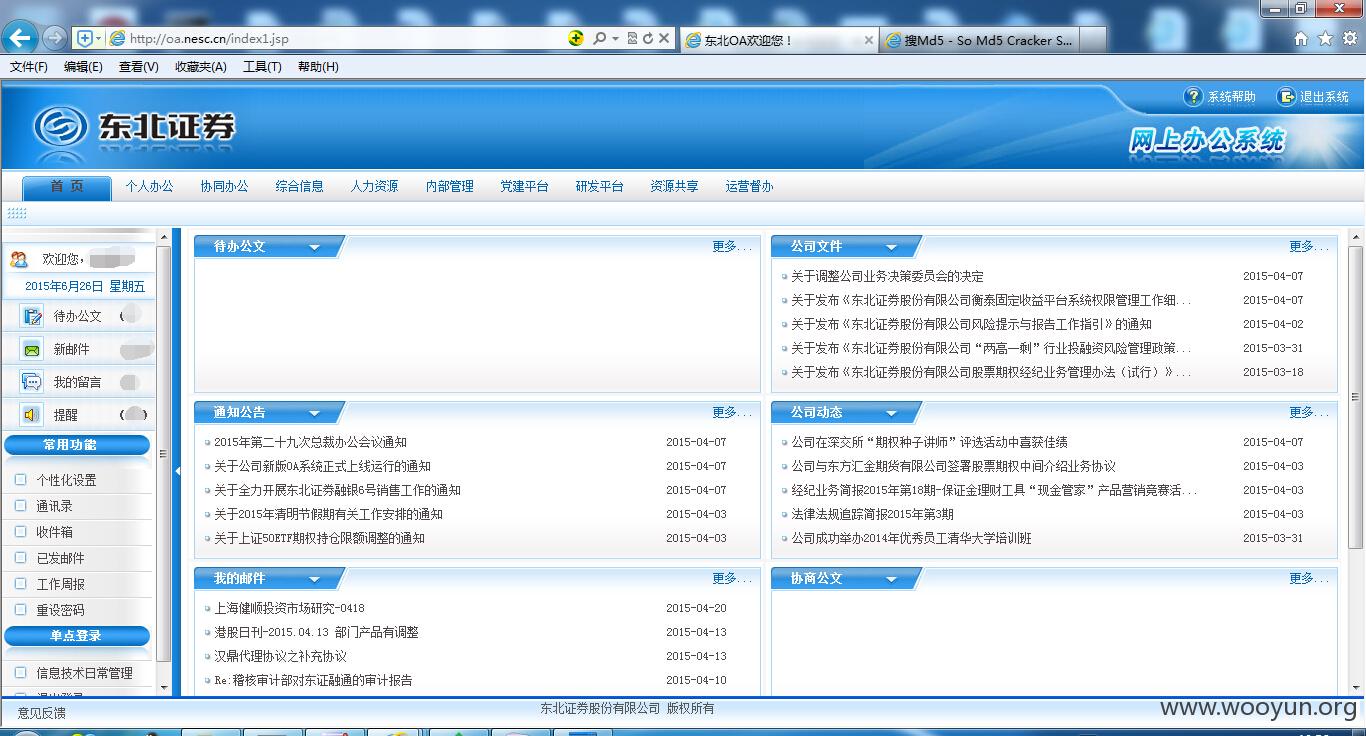 http://oa.nesc.cn/index1.jsp
东北OA欢迎您！
搜Md5 - So Md5 Cracker S...
文件(F) 编辑(E) 查看(V) 收藏夹(A) 工具(T) 帮助(H)
系统帮助 退出系统
东北证券
网上办公系统
首 页 个人办公 协同办公 综合信息 人力资源 内部管理 党建平台 研发平台 资源共享 运营督办
欢迎您,
2015年6月26日 星期五
待办公文 (
新邮件
我的留言
提醒 ( )
常用功能
个性化设置
通讯录
收件箱
已发邮件
工作周报
重设密码
单点登录
信息技术日常管理
意见反馈
待办公文 更多...
公司文件 更多...
关于调整公司业务决策委员会的决定 2015-04-07
关于发布《东北证券股份有限公司衡泰固定收益平台系统权限管理工作细... 2015-04-07
关于发布《东北证券股份有限公司风险提示与报告工作指引》的通知 2015-04-02
关于发布《东北证券股份有限公司“两高一剩”行业投融资风险管理政策... 2015-03-31
关于发布《东北证券股份有限公司股票期权经纪业务管理办法（试行）》... 2015-03-18
通知公告 更多...
2015年第二十九次总裁办公会议通知 2015-04-07
关于公司新版OA系统正式上线运行的通知 2015-04-07
关于全力开展东北证券融银6号销售工作的通知 2015-04-07
关于2015年清明节假期有关工作安排的通知 2015-04-03
关于上证50ETF期权持仓限额调整的通知 2015-04-03
公司动态 更多...
公司在深交所“期权种子讲师”评选活动中喜获佳绩 2015-04-07
公司与东方汇金期货有限公司签署股票期权中间介绍业务协议 2015-04-03
经纪业务简报2015年第18期-保证金理财工具“现金管家”产品营销竞赛活... 2015-04-03
法律法规追踪简报2015年第3期 2015-04-03
公司成功举办2014年优秀员工清华大学培训班 2015-03-31
我的邮件 更多...
上海健顺投资市场研究-0418 2015-04-20
港股日刊-2015.04.13 部门产品有调整 2015-04-13
汉鼎代理协议之补充协议 2015-04-13
Re:稽核审计部对东证融通的审计报告 2015-04-10
协商公文 更多...
东北证券股份有限公司 版权所有
www.wooyun.org